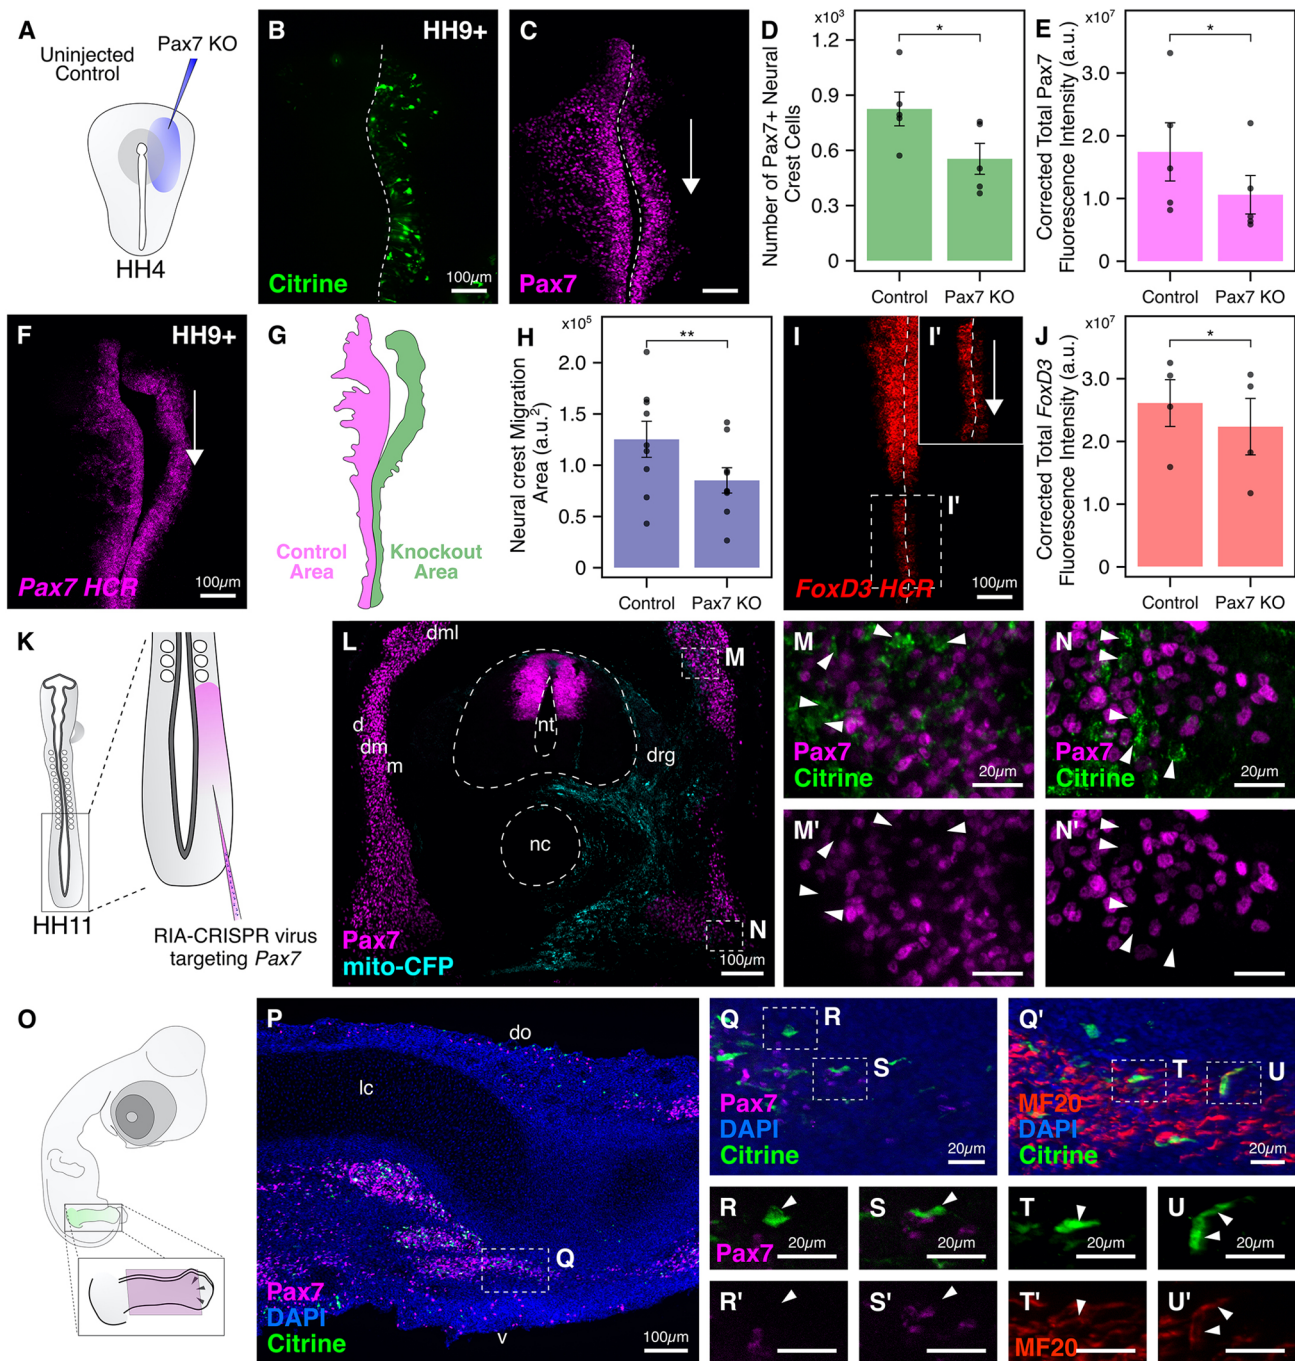 A
Uninjected
Control
Pax7 KO
HH4
B
HH9+
Citrine
100µm
C
Pax7
D
x10³
Number of Pax7+ Neural
Crest Cells
1.2
0.9
0.6
0.3
0
*
Control
Pax7 KO
E
x10⁷
Corrected Total Pax7
Fluorescence Intensity (a.u.)
3.0
2.0
1.0
0
*
Control
Pax7 KO
F
HH9+
Pax7 HCR
100µm
G
Control
Area
Knockout
Area
H
x10⁵
Neural crest Migration
Area (a.u.²)
2.0
1.5
1.0
0.5
0
**
Control
Pax7 KO
I
I'
I'
FoxD3 HCR
100µm
J
x10⁷
Corrected Total FoxD3
Fluorescence Intensity (a.u.)
3.0
2.0
1.0
0
*
Control
Pax7 KO
K
HH11
RIA-CRISPR virus
targeting Pax7
L
dml
M
d
dm
m
nt
drg
nc
N
Pax7
mito-CFP
100µm
M
Pax7
Citrine
20µm
N
Pax7
Citrine
20µm
M'
N'
O
P
do
lc
Q
Pax7
DAPI
Citrine
v
100µm
Q
R
S
Pax7
DAPI
Citrine
20µm
Q'
T
U
MF20
DAPI
Citrine
20µm
R
Pax7
20µm
S
20µm
T
20µm
U
20µm
R'
S'
T'
MF20
U'